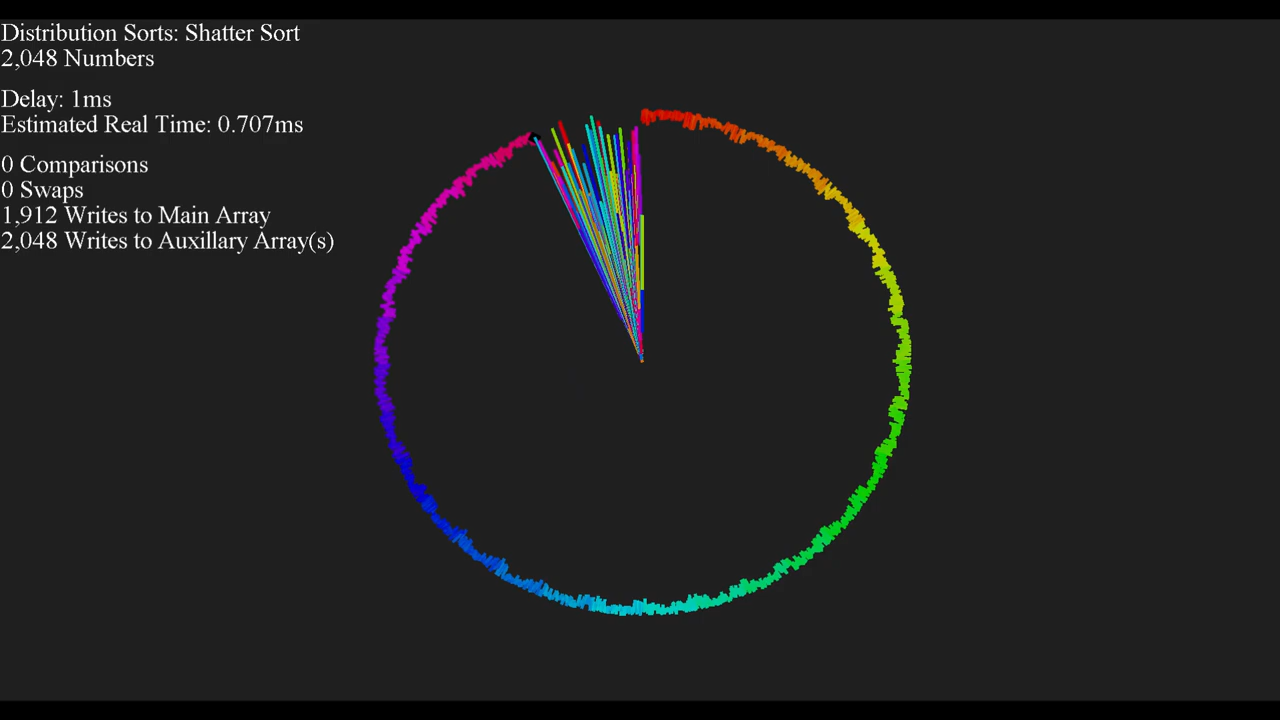 Distribution Sorts: Shatter Sort
2,048 Numbers
Delay: 1ms
Estimated Real Time: 0.707ms
0 Comparisons
0 Swaps
1,912 Writes to Main Array
2,048 Writes to Auxillary Array(s)